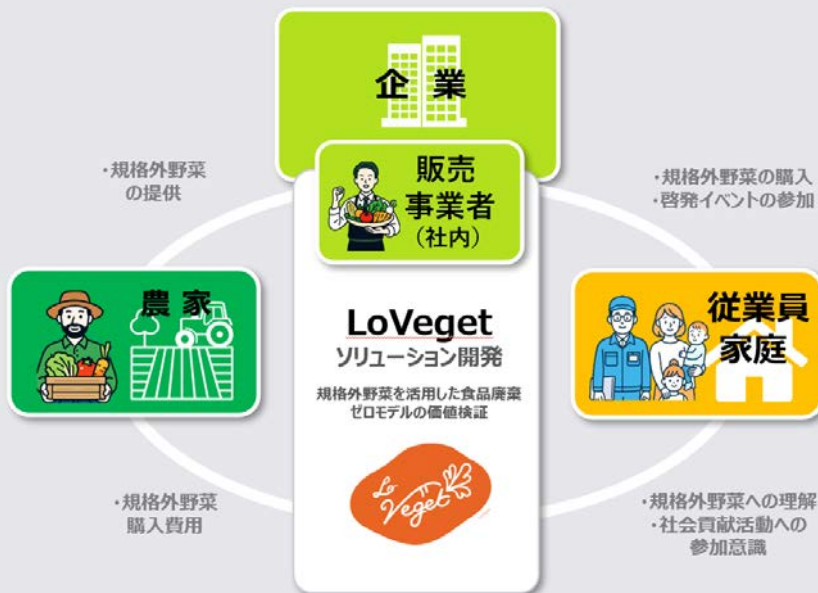 企業
販売
事業者
(社内)
・規格外野菜
の提供
・規格外野菜の購入
・啓発イベントの参加
農家
従業員
家庭
LoVeget
ソリューション開発
規格外野菜を活用した食品廃棄
ゼロモデルの価値検証
Lo
Veget
・規格外野菜
購入費用
・規格外野菜への理解
・社会貢献活動への
参加意識